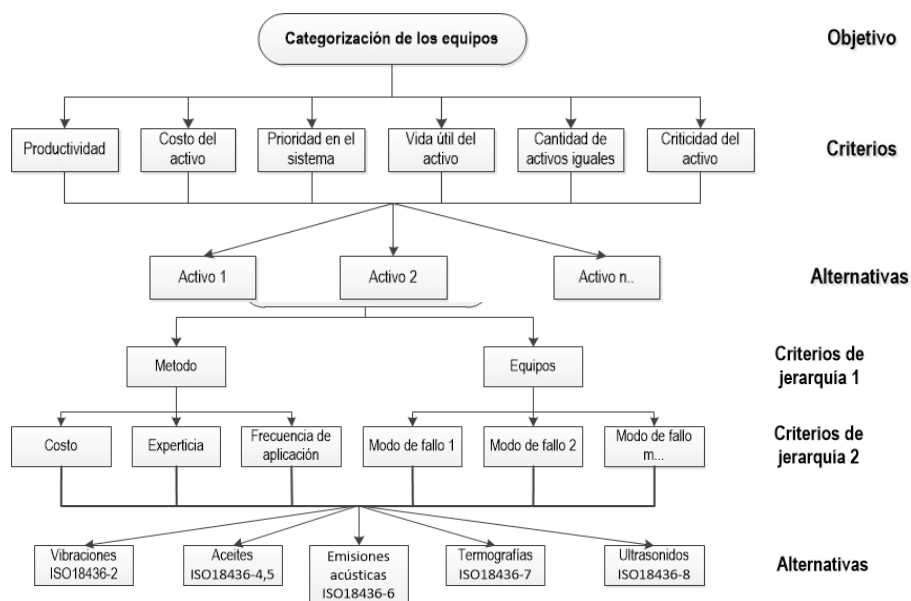 Categorización de los equipos
Objetivo
Productividad
Costo del
activo
Prioridad en el
sistema
Vida útil del
activo
Cantidad de
activos iguales
Criticidad del
activo
Criterios
Activo 1
Activo 2
Activo n..
Alternativas
Metodo
Equipos
Criterios de
jerarquía 1
Costo
Experticia
Frecuencia de
aplicación
Modo de fallo 1
Modo de fallo 2
Modo de fallo
m...
Criterios de
jerarquía 2
Vibraciones
ISO18436-2
Aceites
ISO18436-4,5
Emisiones
acústicas
ISO18436-6
Termografías
ISO18436-7
Ultrasonidos
ISO18436-8
Alternativas